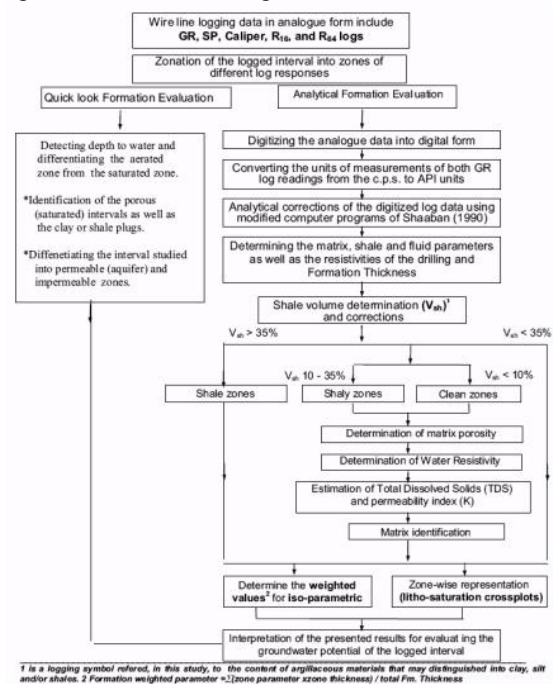 Wire line logging data in analogue form include
GR, SP, Caliper, R16, and R64 logs
Zonation of the logged interval into zones of
different log responses
Quick look Formation Evaluation
Analytical Formation Evaluation
Detecting depth to water and
differentiating the aerated
zone from the saturated zone.
*Identification of the porous
(saturated) intervals as well as
the clay or shale plugs.
*Diffenetiating the interval studied
into permeable (aquifer) and
impermeable zones.
Digitizing the analogue data into digital form
Converting the units of measurements of both GR
log readings from the c.p.s. to API units
Analytical corrections of the digitized log data using
modified computer programs of Shaaban (1990)
Determining the matrix, shale and fluid parameters
as well as the resistivities of the drilling and
Formation Thickness
Shale volume determination (Vsh)1
and corrections
Vsh > 35%
Vsh < 35%
Vsh 10 - 35%
Vsh < 10%
Shale zones
Shaly zones
Clean zones
Determination of matrix porosity
Determination of Water Resistivity
Estimation of Total Dissolved Solids (TDS)
and permeability index (K)
Matrix identification
Determine the weighted
values2 for iso-parametric
Zone-wise representation
(litho-saturation crossplots)
Interpretation of the presented results for evaluating the
groundwater potential of the logged interval
1 is a logging symbol refered, in this study, to the content of argillaceous materials that may distinguished into clay, silt
and/or shales. 2 Formation weighted parameter =∑(zone parameter xzone thickness) / total Fm. Thickness